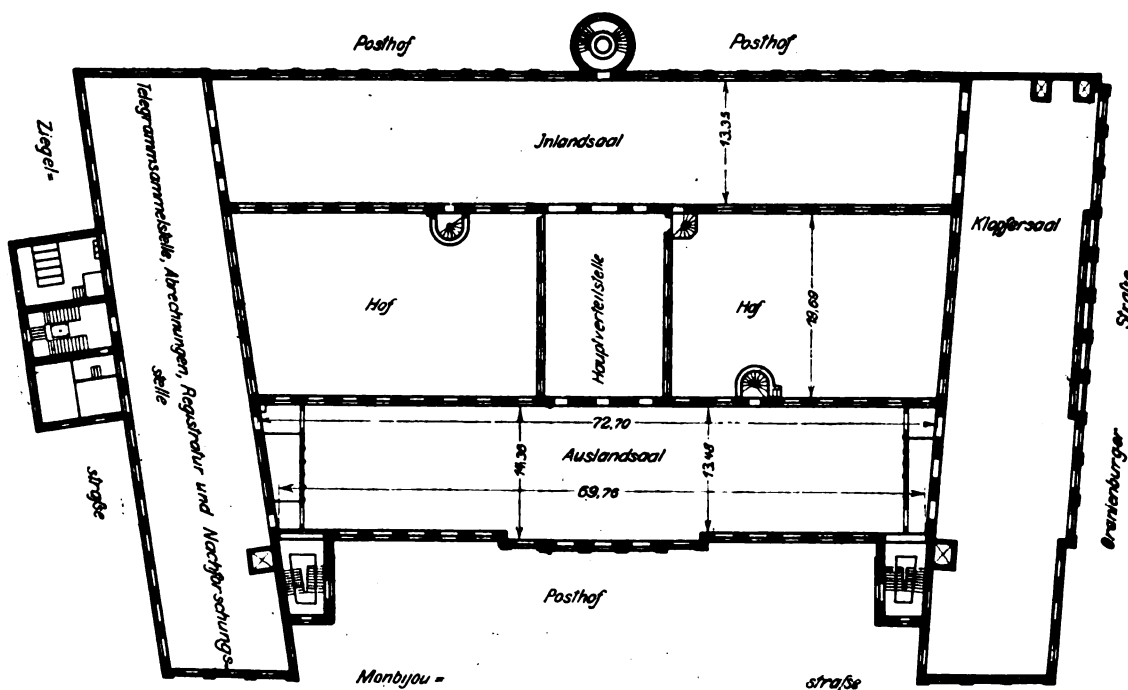 Posthof
Posthof
Ziegel=
straße
Telegrammsammelstelle, Abrechnungen, Registratur und Nachforschungs-
stelle
Inlandsaal
13,35
Klopfersaal
Hof
Hauptverteilstelle
Hof
18,69
Straße
Oranienburger
72,70
14,36
13,48
Auslandsaal
69,76
Posthof
Monbijou=
straße